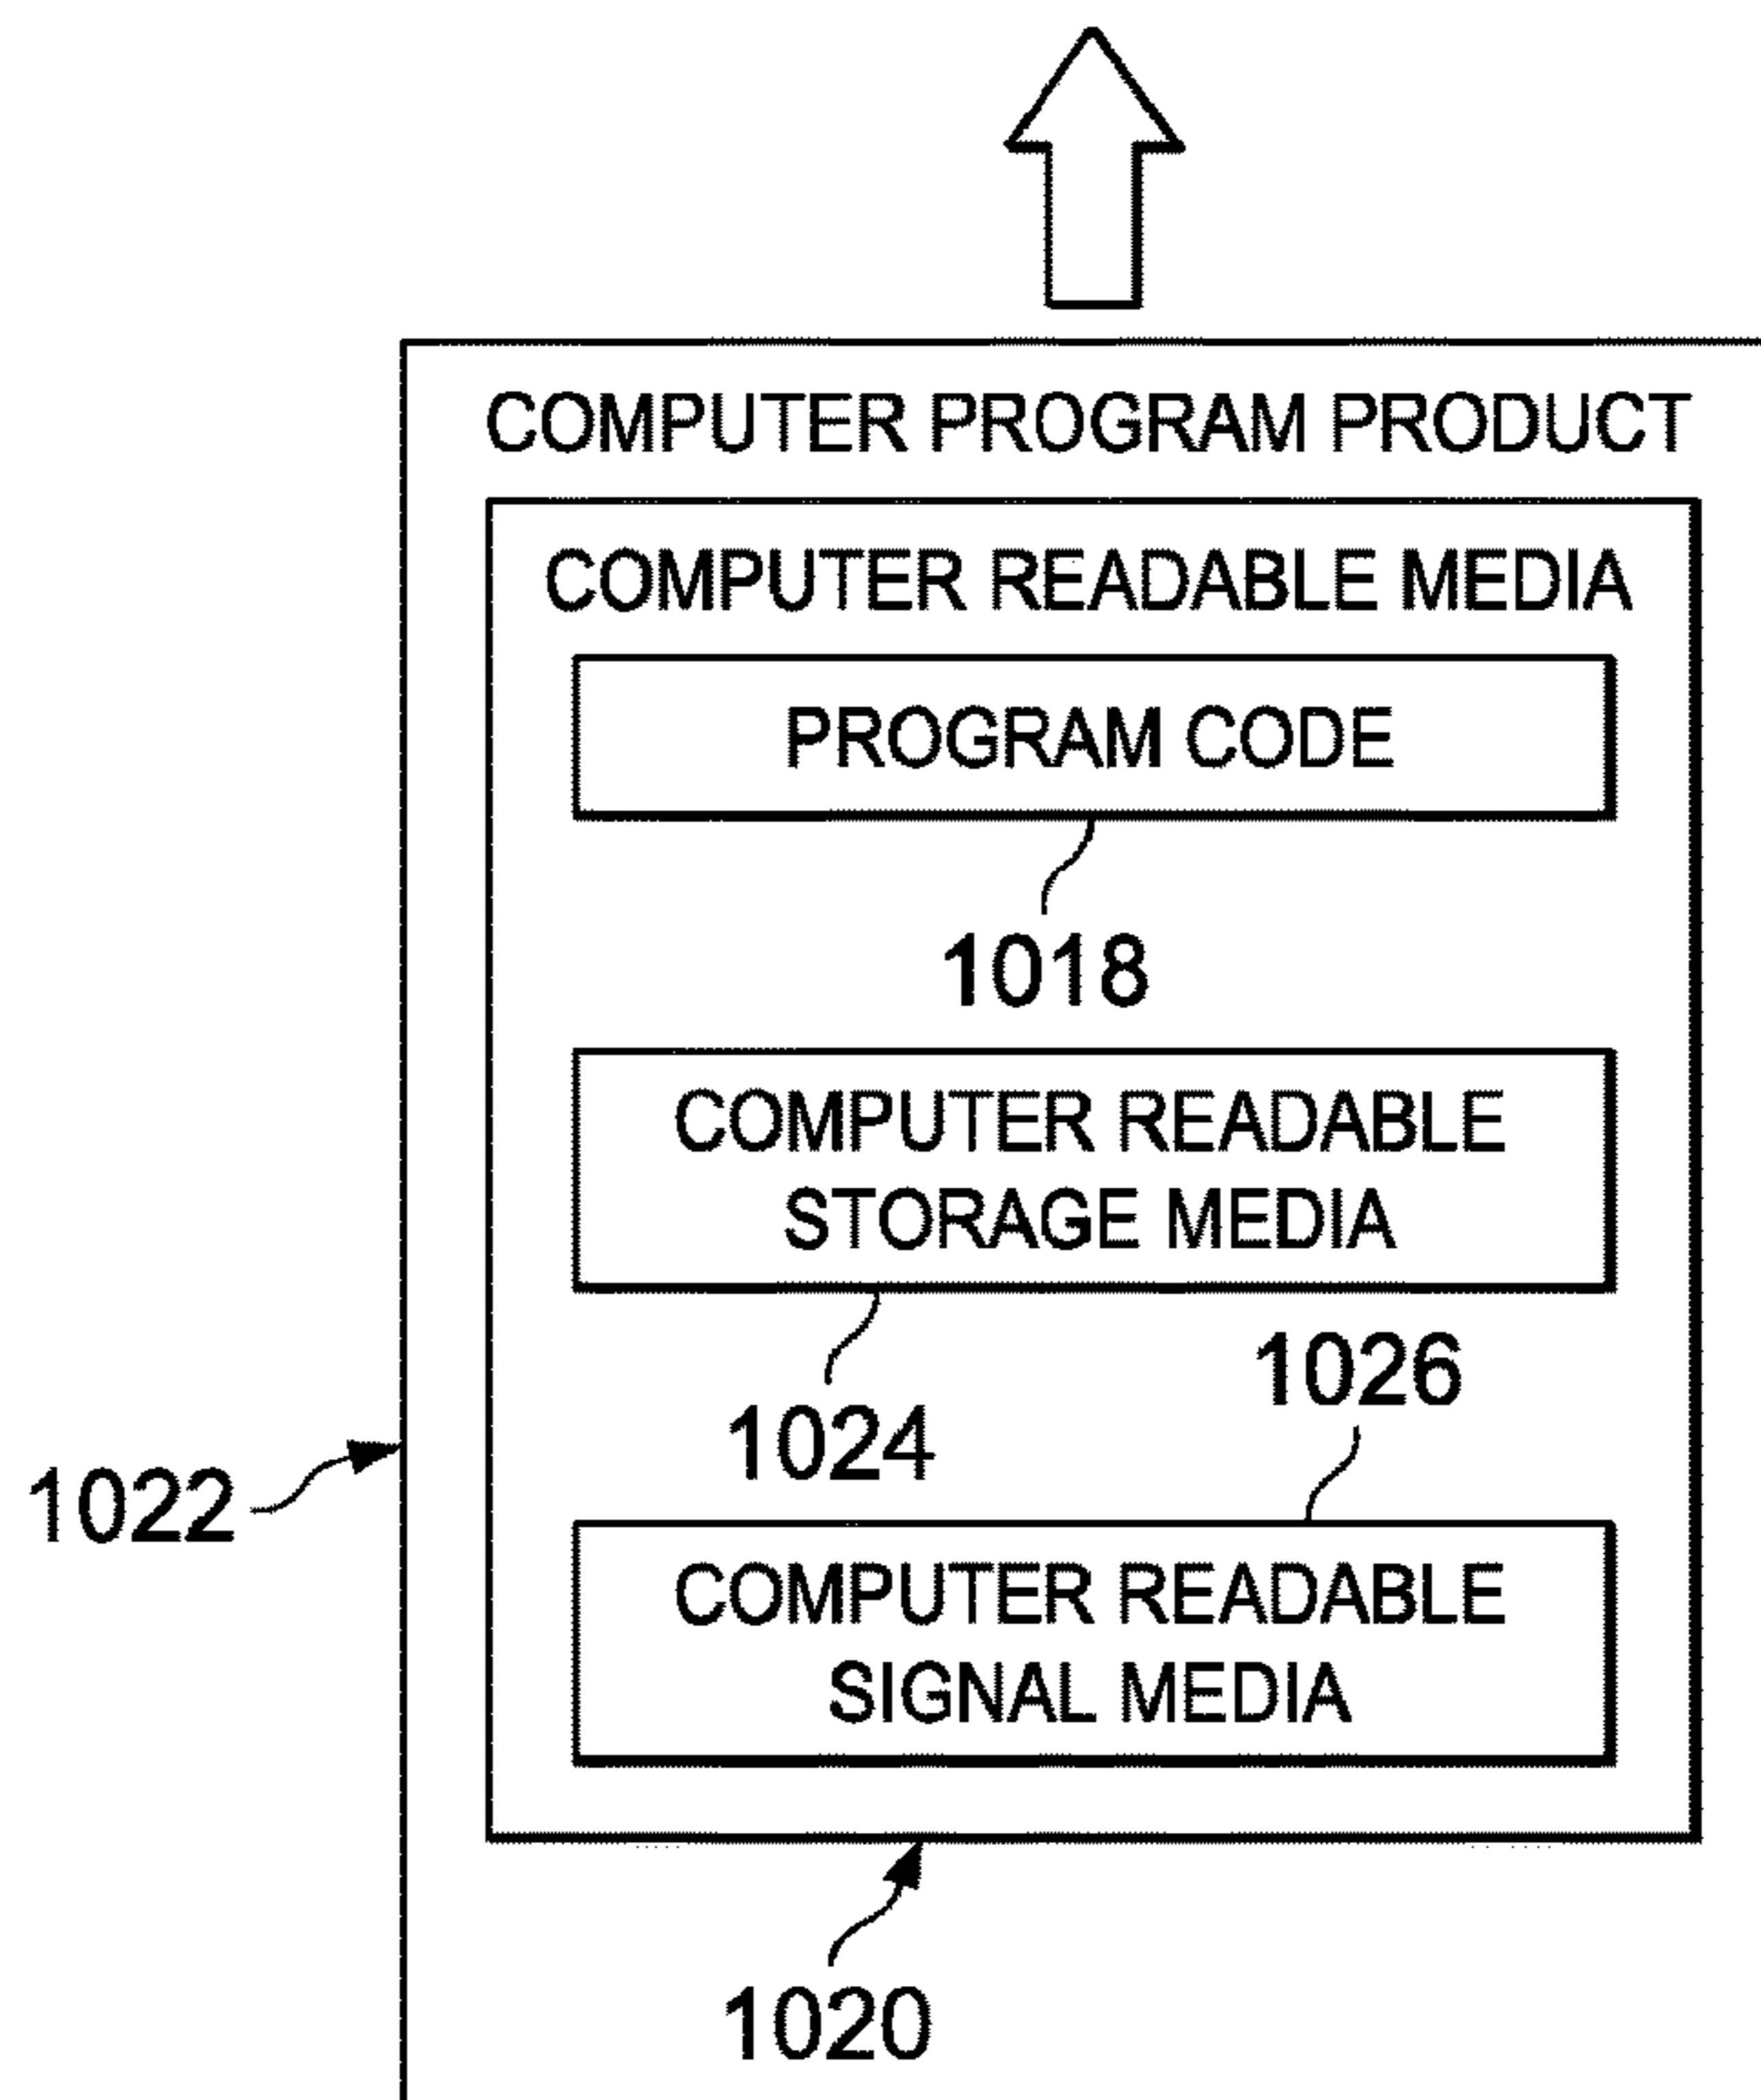 COMPUTER PROGRAM PRODUCT
COMPUTER READABLE MEDIA
PROGRAM CODE
1018
COMPUTER READABLE
STORAGE MEDIA
1026
1024
1022
COMPUTER READABLE
SIGNAL MEDIA
1020